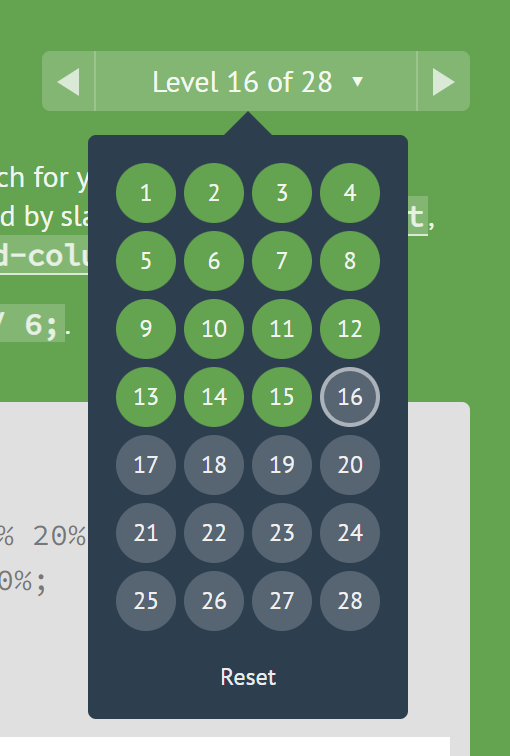 ◀ Level 16 of 28 ▼ ▶
ch for y
d by sla t,
d-colu
/ 6;.
1 2 3 4
5 6 7 8
9 10 11 12
13 14 15 16
17 18 19 20
21 22 23 24
25 26 27 28
% 20%
0%;
Reset